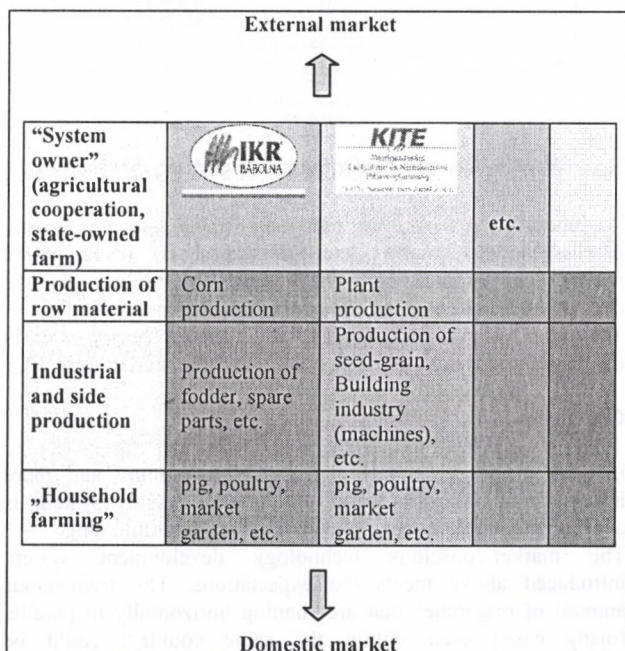 External market
“System
owner”
(agricultural
cooperation,
state-owned
farm)
IKR
BABOLNA
KITE
etc.
Production of
row material
Corn
production
Plant
production
Industrial
and side
production
Production of
fodder, spare
parts, etc.
Production of
seed-grain,
Building
industry
(machines),
etc.
„Household
farming”
pig, poultry,
market
garden, etc.
pig, poultry,
market
garden, etc.
Domestic market